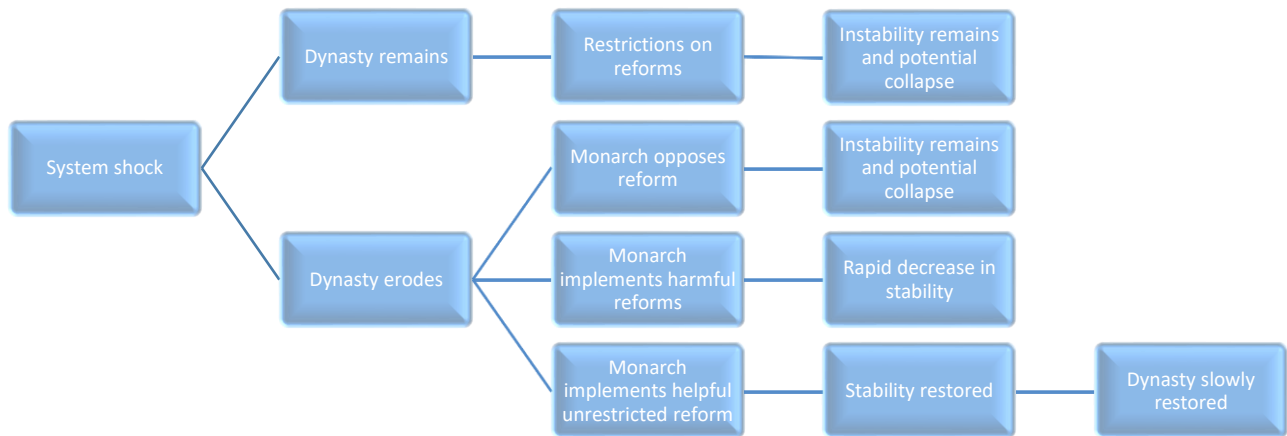 System shock
Dynasty remains
Restrictions on
reforms
Instability remains
and potential
collapse
Dynasty erodes
Monarch opposes
reform
Instability remains
and potential
collapse
Monarch
implements harmful
reforms
Rapid decrease in
stability
Monarch
implements helpful
unrestricted reform
Stability restored
Dynasty slowly
restored